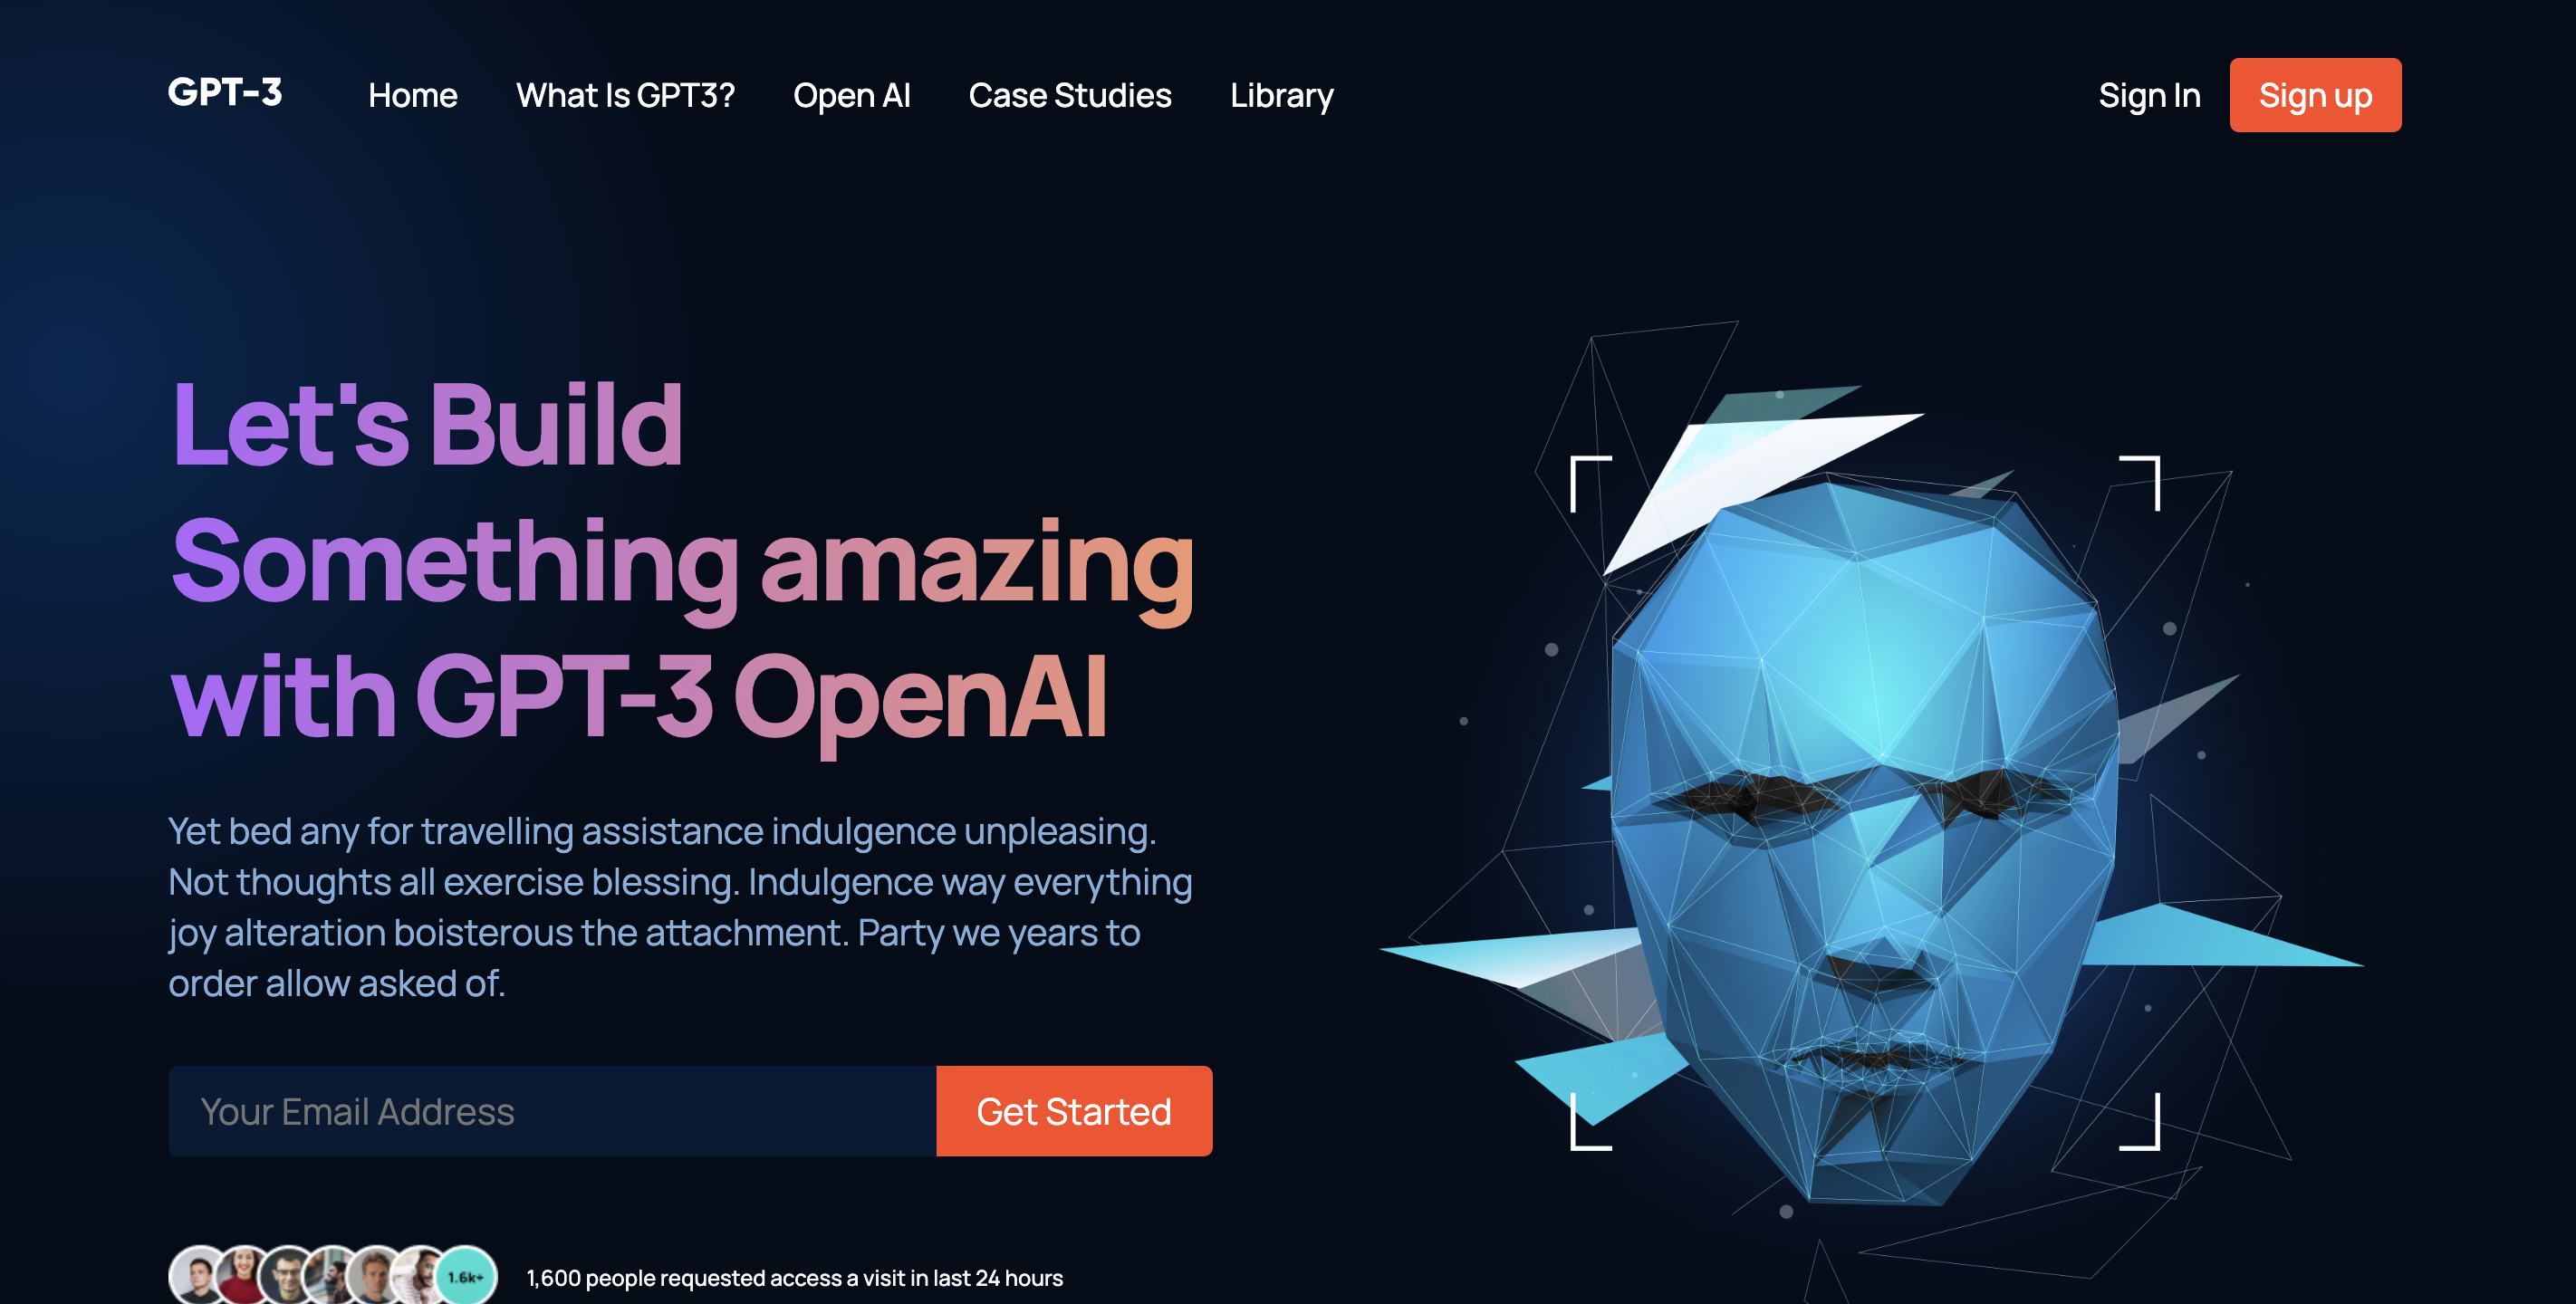 GPT-3
Home
What Is GPT3?
Open AI
Case Studies
Library
Sign In
Sign up
Let's Build
Something amazing
with GPT-3 OpenAI
Yet bed any for travelling assistance indulgence unpleasing.
Not thoughts all exercise blessing. Indulgence way everything
joy alteration boisterous the attachment. Party we years to
order allow asked of.
Your Email Address
Get Started
1.6k+
1,600 people requested access a visit in last 24 hours